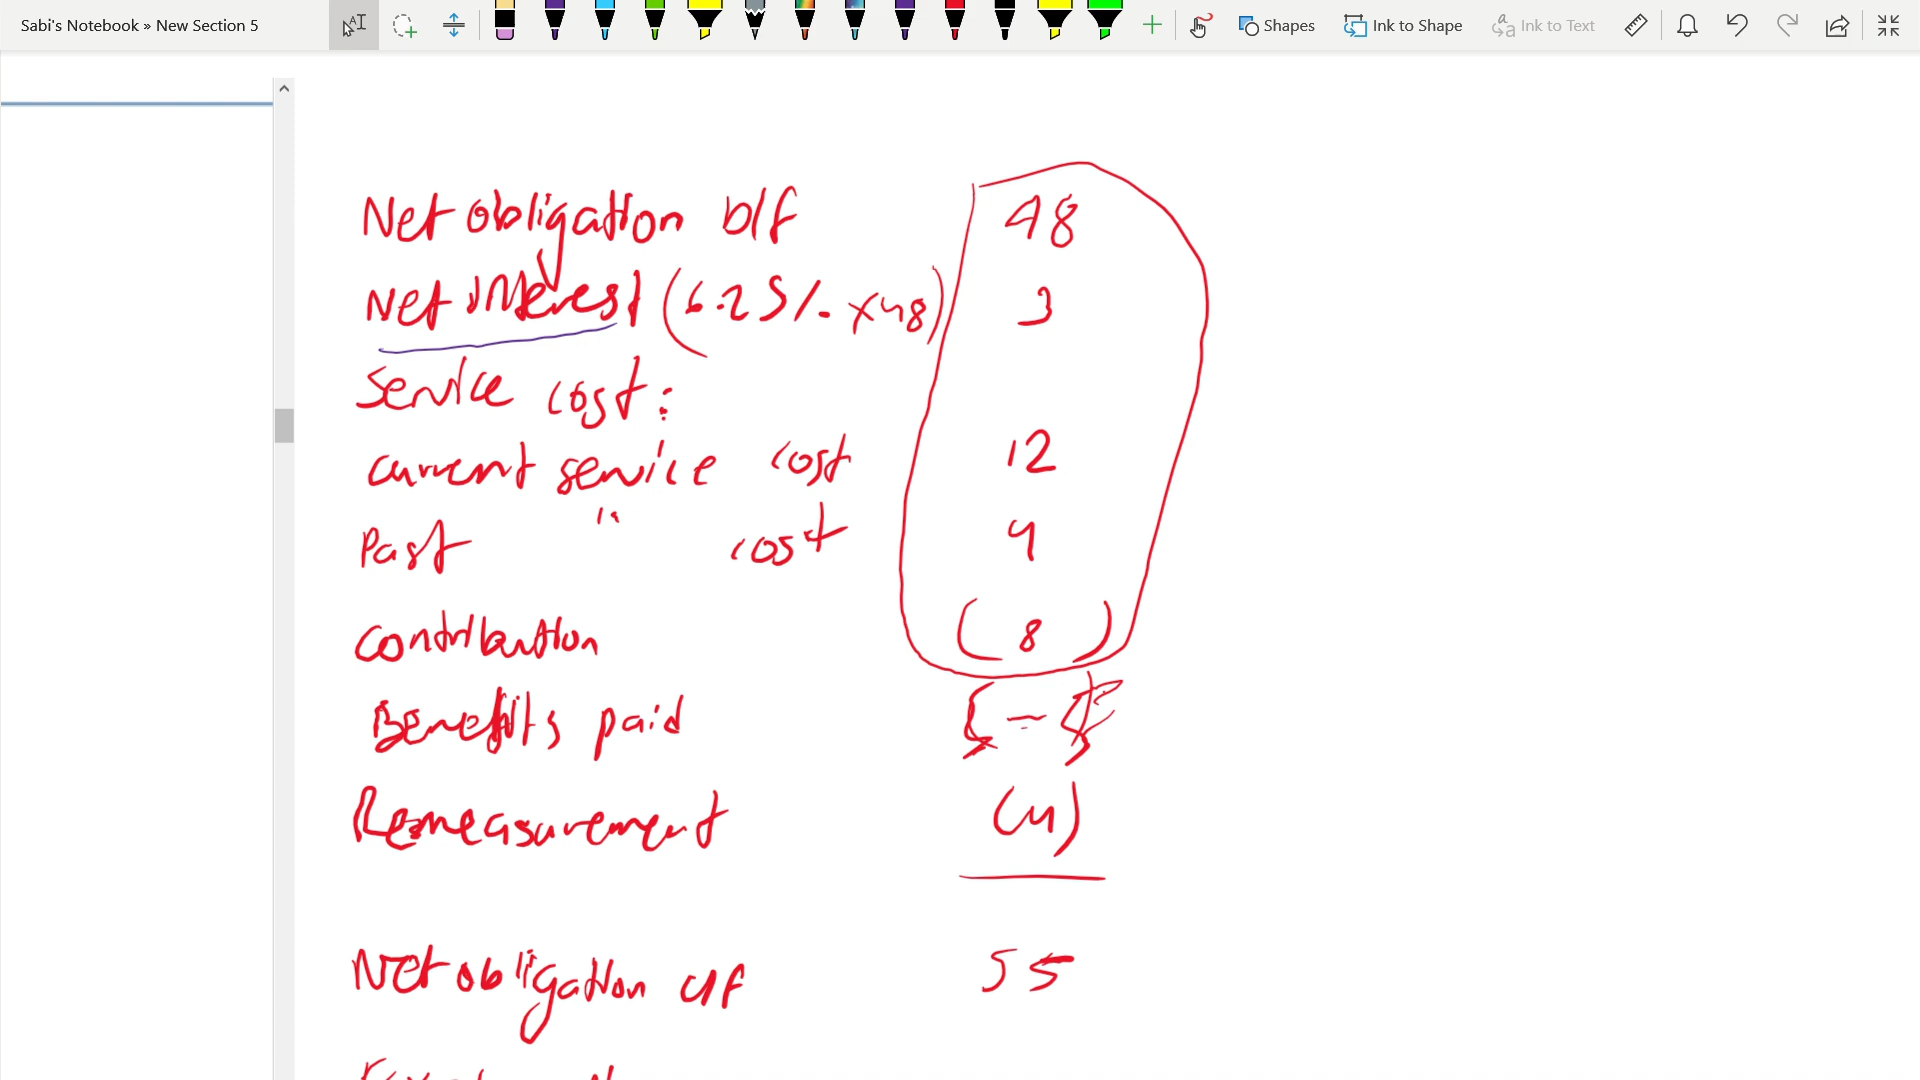 Sabi's Notebook » New Section 5
Shapes
Ink to Shape
Ink to Text
Net obligation b/f 48
Net interest (6.25% x48) 3
Service cost:
Current service cost 12
Past " cost 4
Contribution (8)
Benefits paid -
Remeasurement (4)
Net obligation c/f 55